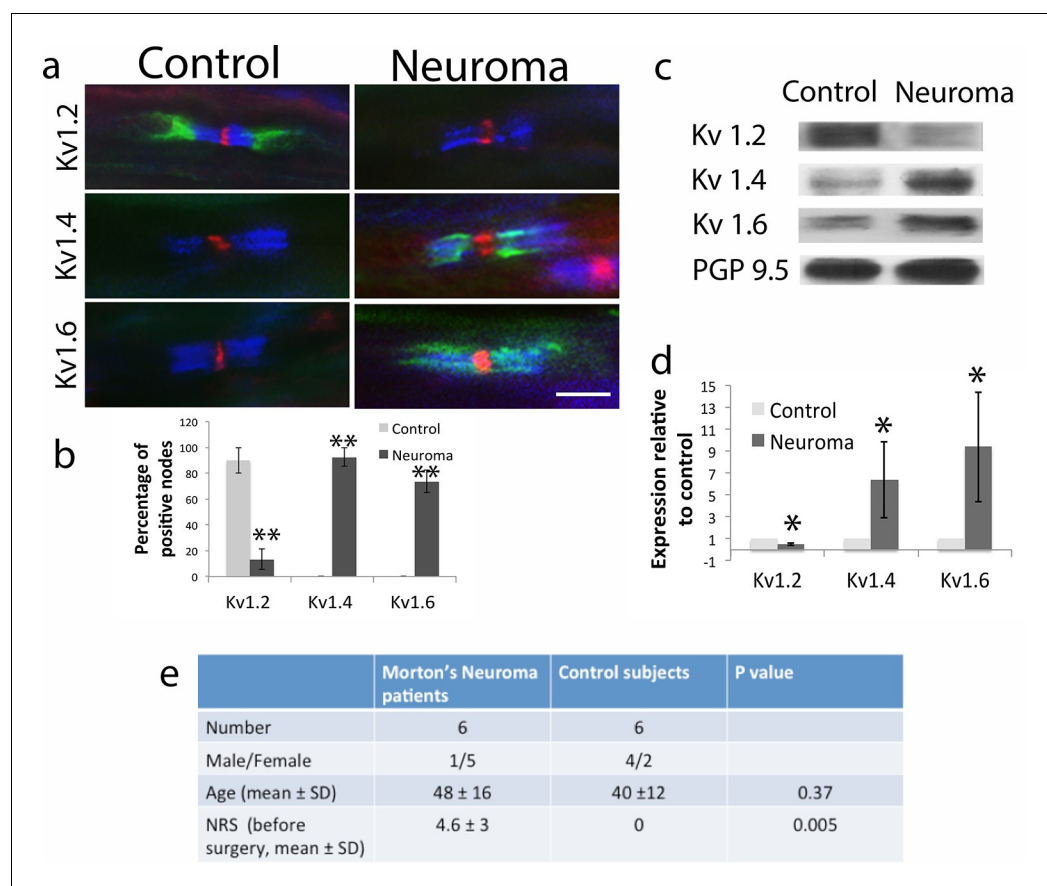 a
Control
Neuroma
Kv1.2
Kv1.4
Kv1.6
c
Control Neuroma
Kv 1.2
Kv 1.4
Kv 1.6
PGP 9.5
b
Percentage of
positive nodes
120
100
80
60
40
20
0
Control
Neuroma
**
**
**
Kv1.2 Kv1.4 Kv1.6
d
Expression relative
to control
15
13
11
9
7
5
3
1
-1
Control
Neuroma
*
*
*
Kv1.2 Kv1.4 Kv1.6
e
Morton's Neuroma
patients
Control subjects
P value
Number 6 6
Male/Female 1/5 4/2
Age (mean ± SD) 48 ± 16 40 ±12 0.37
NRS (before
surgery, mean ± SD)
4.6 ± 3 0 0.005